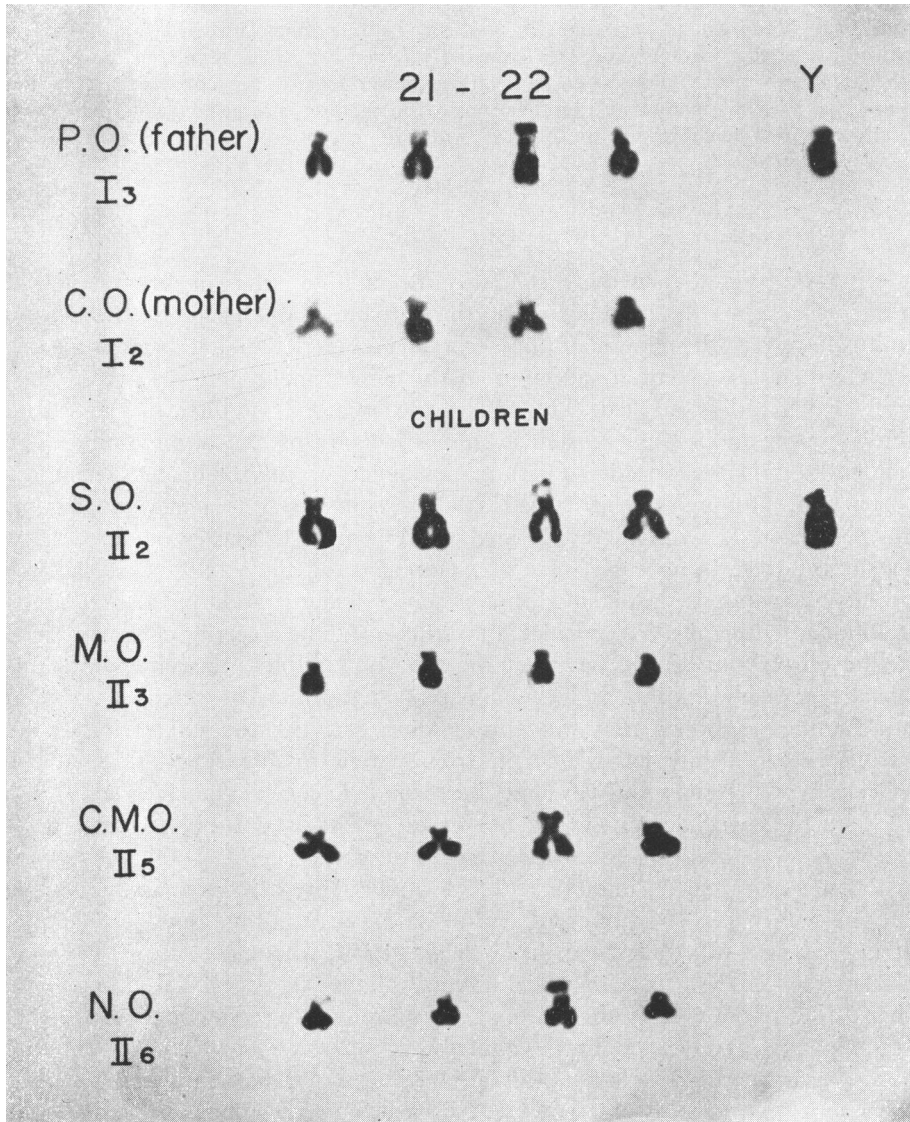 21 - 22 Y
P. O. (father)
I3
C. O. (mother)
I2
CHILDREN
S. O.
II2
M. O.
II3
C.M.O.
II5
N. O.
II6